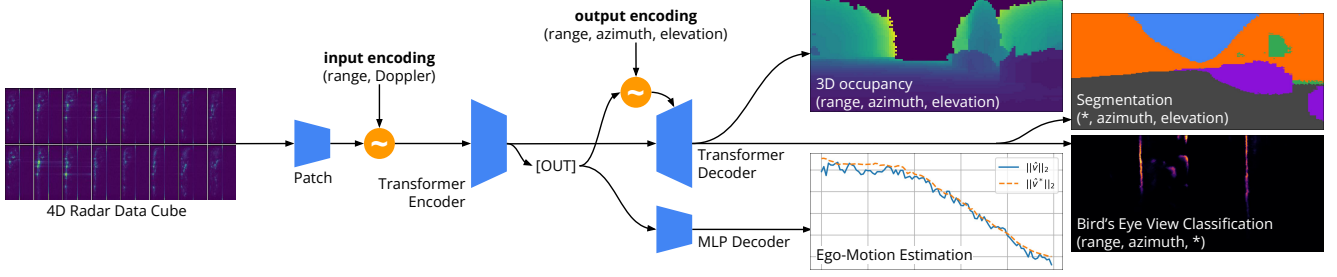 output encoding
(range, azimuth, elevation)
input encoding
(range, Doppler)
~
~
4D Radar Data Cube
Patch
Transformer
Encoder
[OUT]
Transformer
Decoder
MLP Decoder
3D occupancy
(range, azimuth, elevation)
Segmentation
(*, azimuth, elevation)
||v̂||₂
||v̂*||₂
Ego-Motion Estimation
Bird's Eye View Classification
(range, azimuth, *)